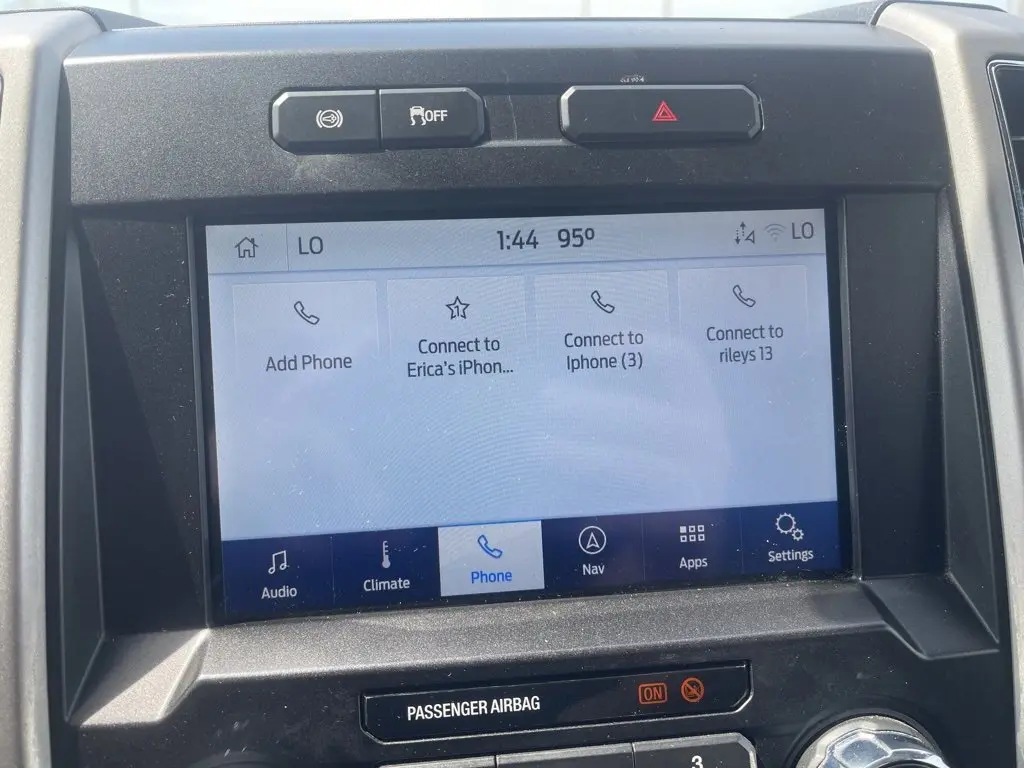 OFF
LO
1:44 95°
LO
Add Phone
Connect to
Erica's iPhon...
Connect to
Iphone (3)
Connect to
rileys 13
Audio
Climate
Phone
Nav
Apps
Settings
PASSENGER AIRBAG
ON
3